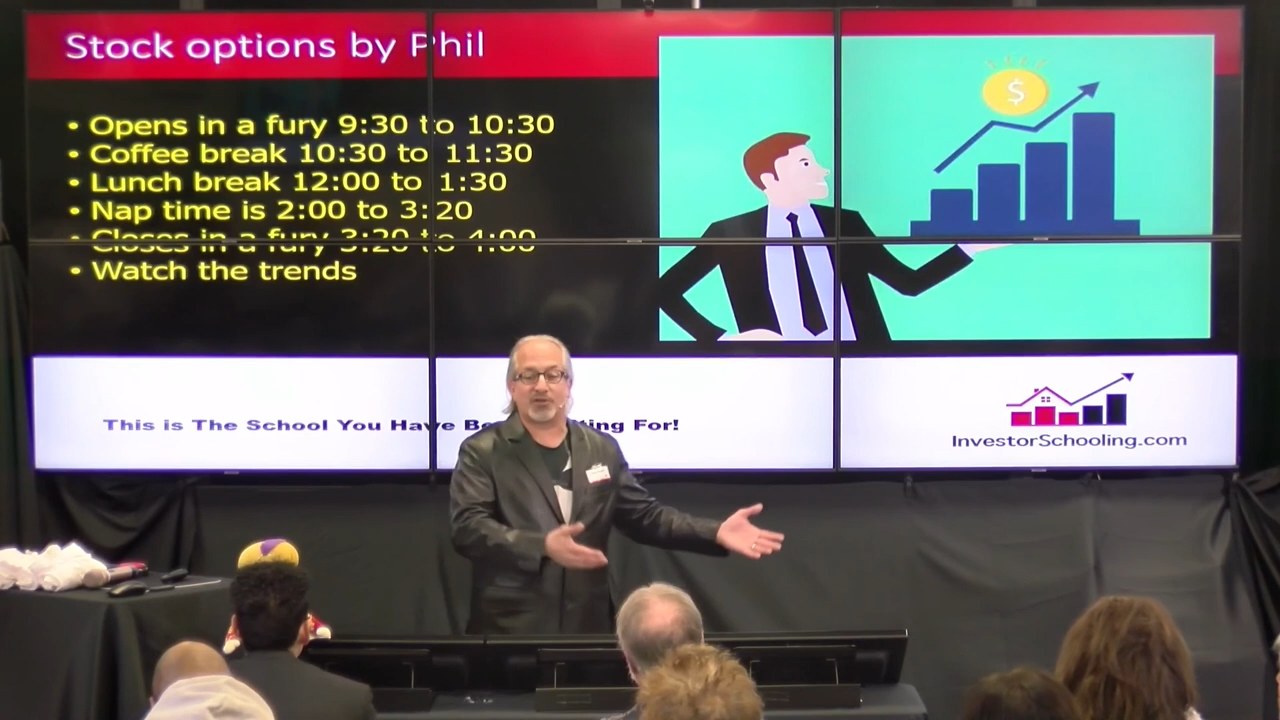 Stock options by Phil
• Opens in a fury 9:30 to 10:30
• Coffee break 10:30 to 11:30
• Lunch break 12:00 to 1:30
• Nap time is 2:00 to 3:20
• Closes in a fury 3:20 to 4:00
• Watch the trends
$
This is The School You Have Be ting For!
InvestorSchooling.com